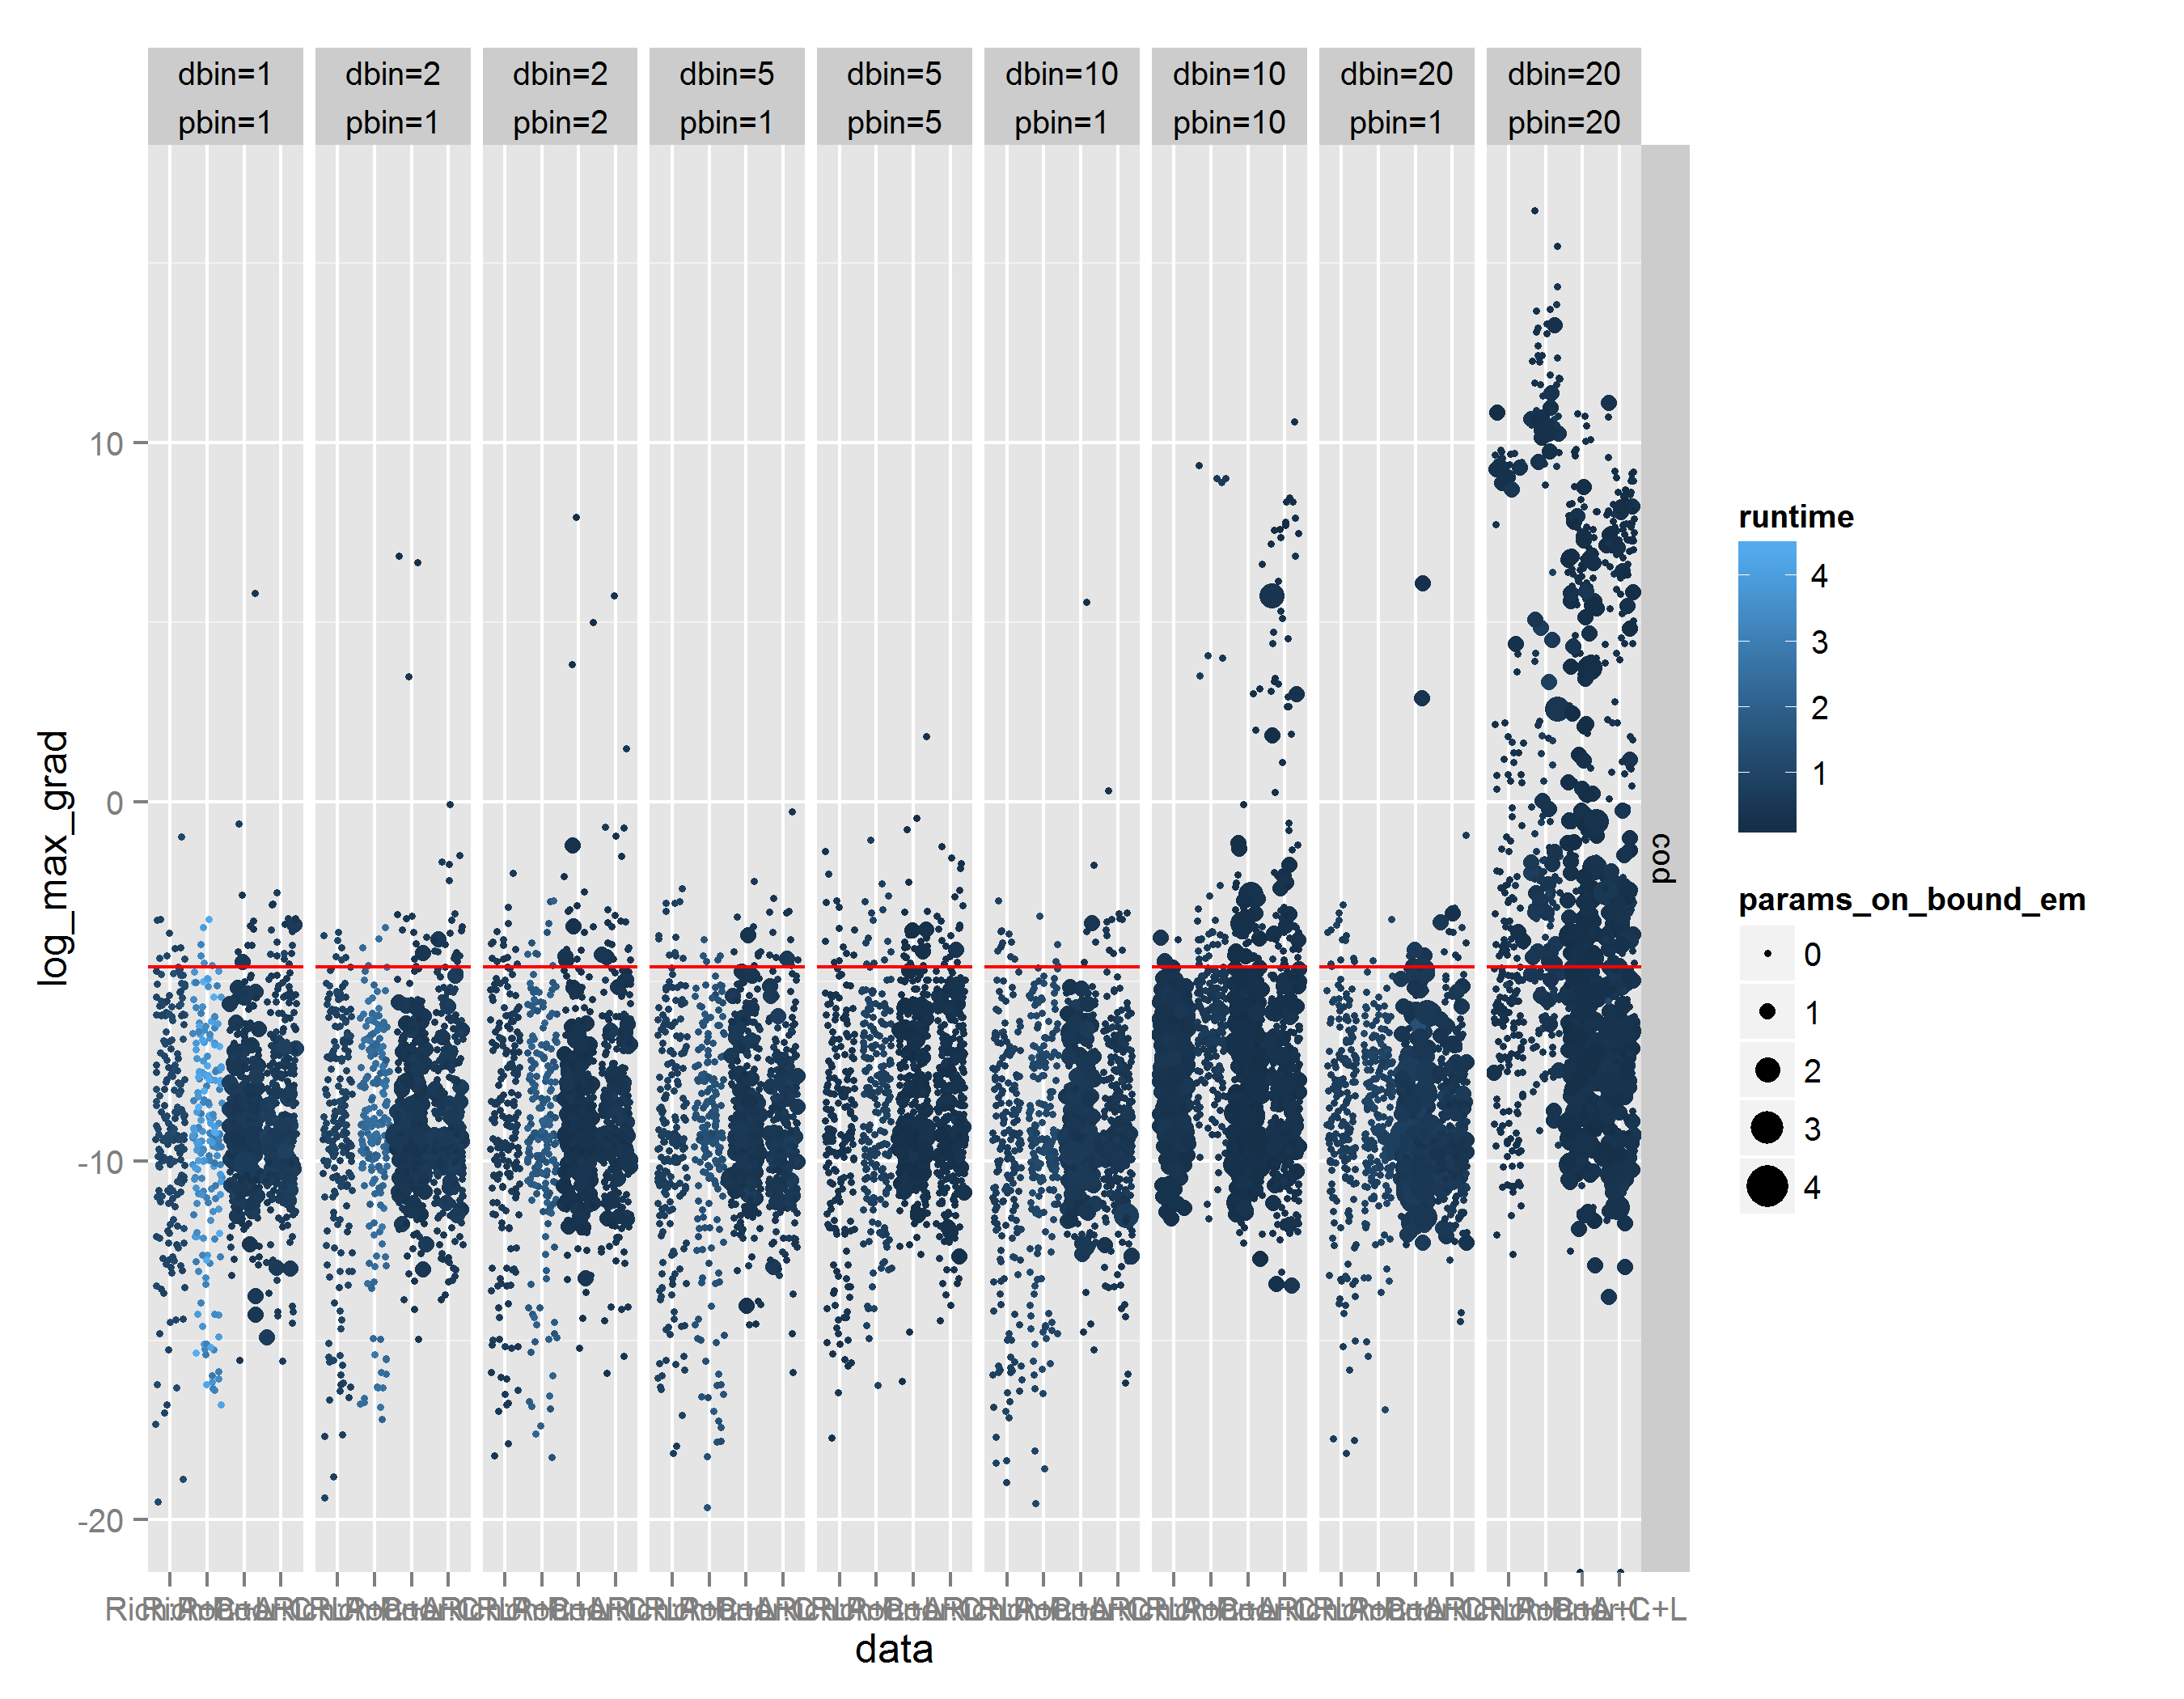 dbin=1 dbin=2 dbin=2 dbin=5 dbin=5 dbin=10 dbin=10 dbin=20 dbin=20
pbin=1 pbin=1 pbin=2 pbin=1 pbin=5 pbin=1 pbin=10 pbin=1 pbin=20
10
0
-10
-20
log_max_grad
cod
data
runtime
4
3
2
1
params_on_bound_em
0
1
2
3
4